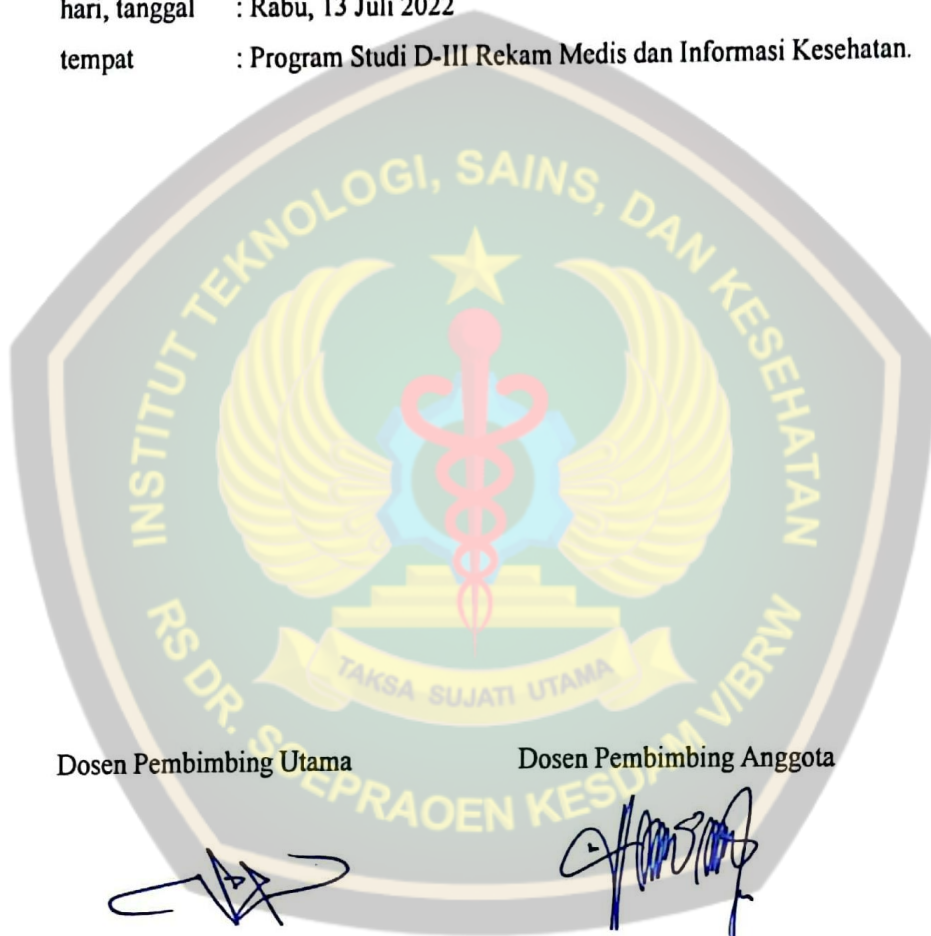 hari, tanggal : Rabu, 13 Juli 2022
tempat : Program Studi D-III Rekam Medis dan Informasi Kesehatan.
INSTITUT TEKNOLOGI, SAINS, DAN KESEHATAN
TAKSA SUJATI UTAMA
RS DR. SOEPRAOEN KESDAM V/BRW
Dosen Pembimbing Utama Dosen Pembimbing Anggota